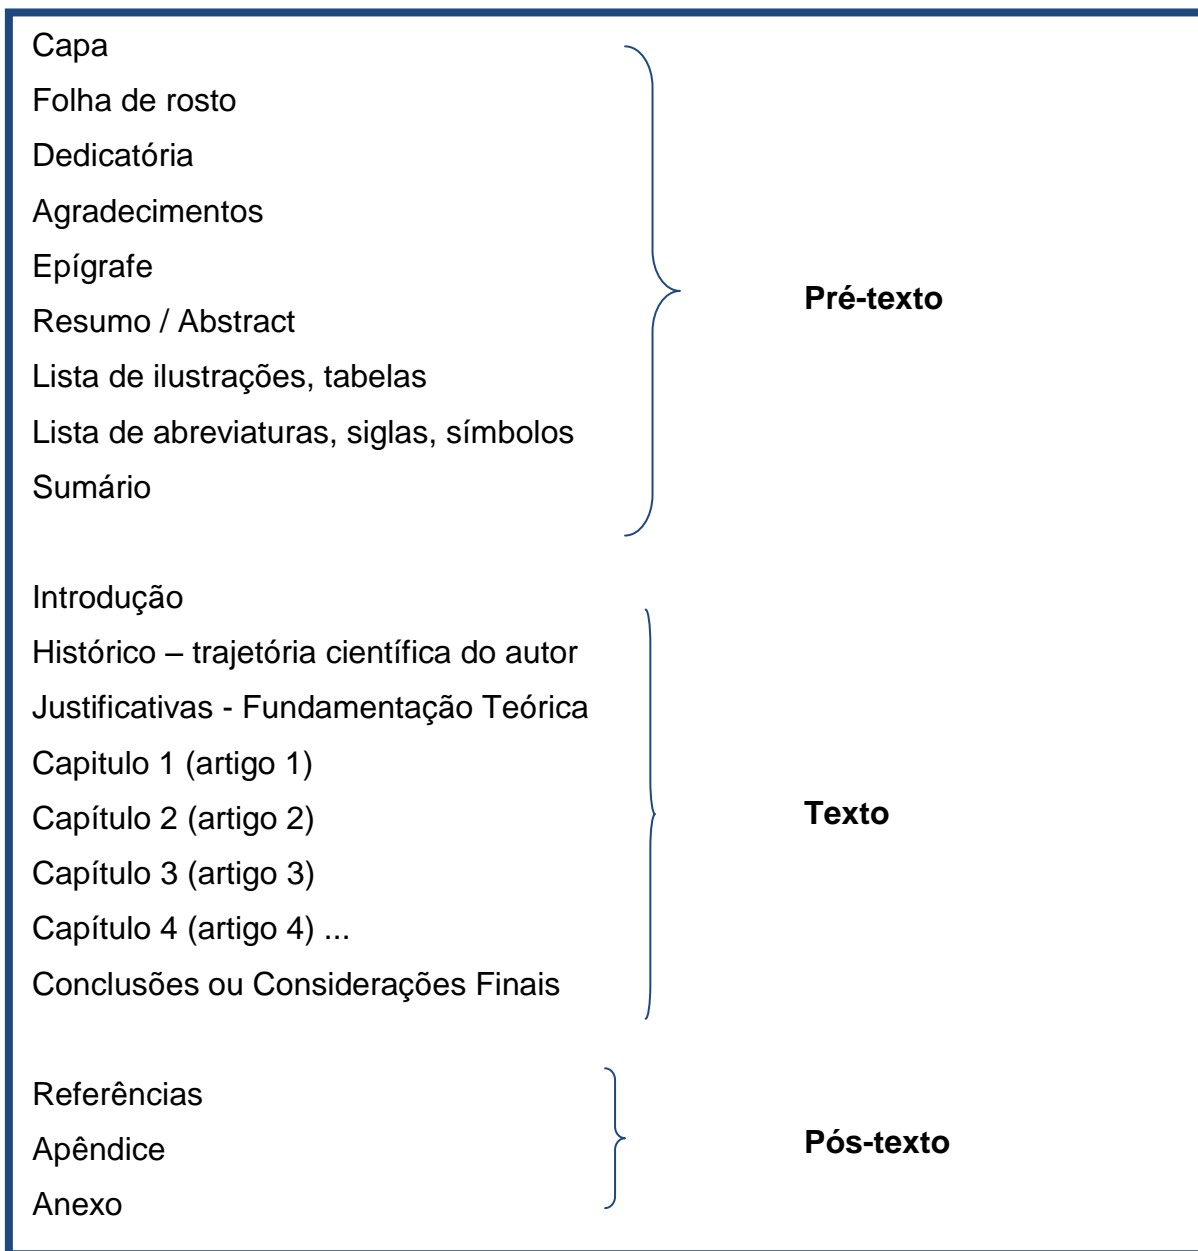 Capa
Folha de rosto
Dedicatória
Agradecimentos
Epígrafe
Resumo / Abstract
Lista de ilustrações, tabelas
Lista de abreviaturas, siglas, símbolos
Sumário
Pré-texto
Introdução
Histórico – trajetória científica do autor
Justificativas - Fundamentação Teórica
Capitulo 1 (artigo 1)
Capítulo 2 (artigo 2)
Capítulo 3 (artigo 3)
Capítulo 4 (artigo 4) ...
Conclusões ou Considerações Finais
Texto
Referências
Apêndice
Anexo
Pós-texto